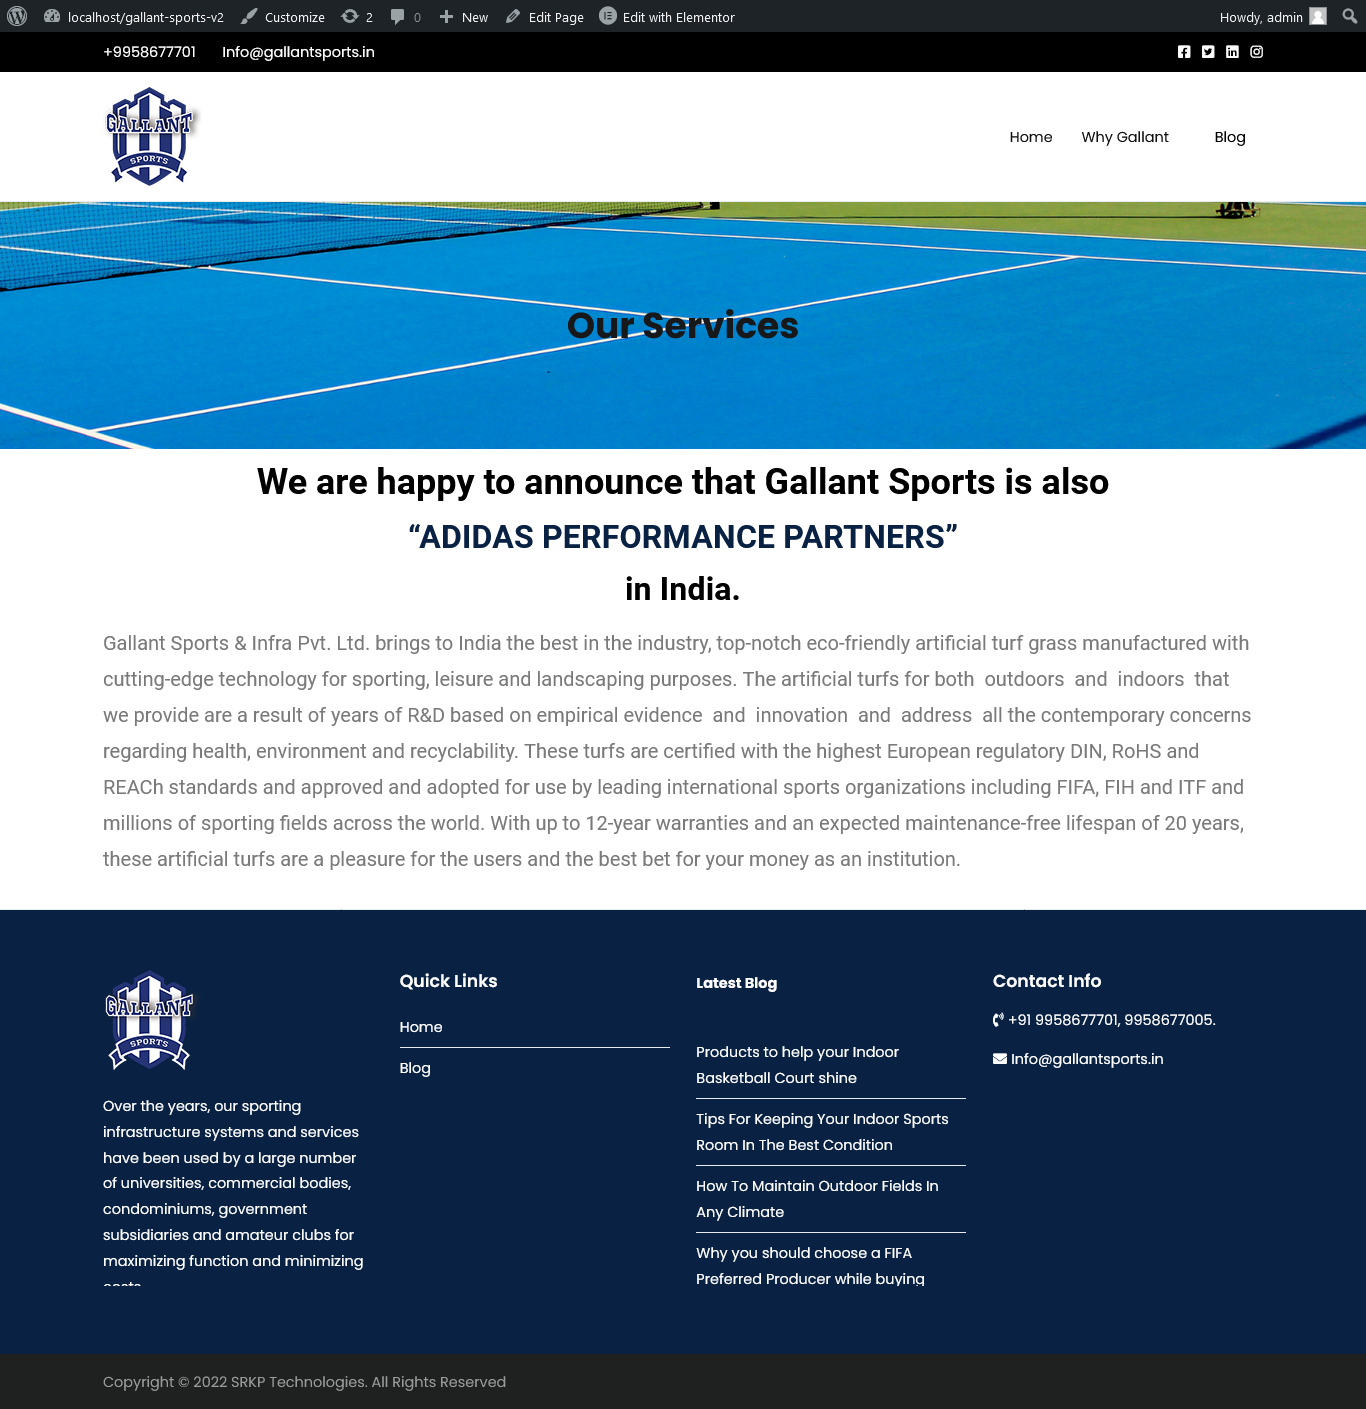 localhost/gallant-sports-v2 Customize 2 0 New Edit Page Edit with Elementor Howdy, admin
+9958677701 Info@gallantsports.in
GALLANT
SPORTS
Home Why Gallant Blog
Our Services
We are happy to announce that Gallant Sports is also
“ADIDAS PERFORMANCE PARTNERS”
in India.
Gallant Sports & Infra Pvt. Ltd. brings to India the best in the industry, top-notch eco-friendly artificial turf grass manufactured with
cutting-edge technology for sporting, leisure and landscaping purposes. The artificial turfs for both outdoors and indoors that
we provide are a result of years of R&D based on empirical evidence and innovation and address all the contemporary concerns
regarding health, environment and recyclability. These turfs are certified with the highest European regulatory DIN, RoHS and
REACh standards and approved and adopted for use by leading international sports organizations including FIFA, FIH and ITF and
millions of sporting fields across the world. With up to 12-year warranties and an expected maintenance-free lifespan of 20 years,
these artificial turfs are a pleasure for the users and the best bet for your money as an institution.
GALLANT
SPORTS
Over the years, our sporting
infrastructure systems and services
have been used by a large number
of universities, commercial bodies,
condominiums, government
subsidiaries and amateur clubs for
maximizing function and minimizing
Quick Links
Home
Blog
Latest Blog
Products to help your Indoor
Basketball Court shine
Tips For Keeping Your Indoor Sports
Room In The Best Condition
How To Maintain Outdoor Fields In
Any Climate
Why you should choose a FIFA
Preferred Producer while buying
Contact Info
+91 9958677701, 9958677005.
Info@gallantsports.in
Copyright © 2022 SRKP Technologies. All Rights Reserved